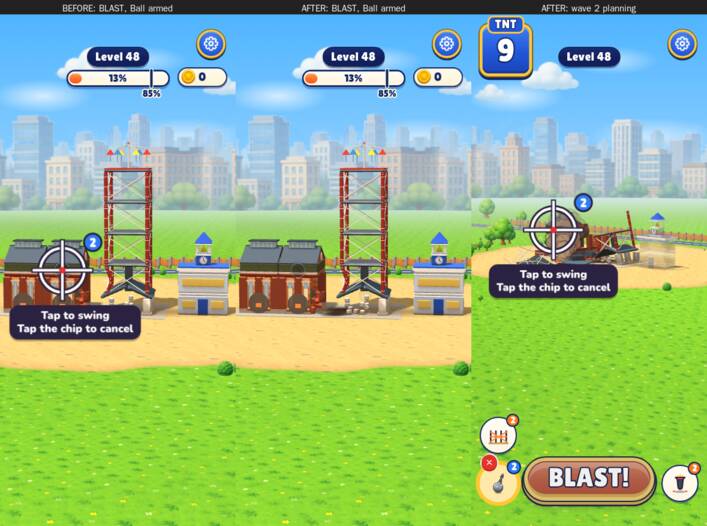 BEFORE: BLAST, Ball armed
AFTER: BLAST, Ball armed
AFTER: wave 2 planning
Level 48
13%
0
85%
2
Tap to swing
Tap the chip to cancel
Level 48
13%
0
85%
TNT
9
Level 48
2
Tap to swing
Tap the chip to cancel
2
2
BLAST!
2